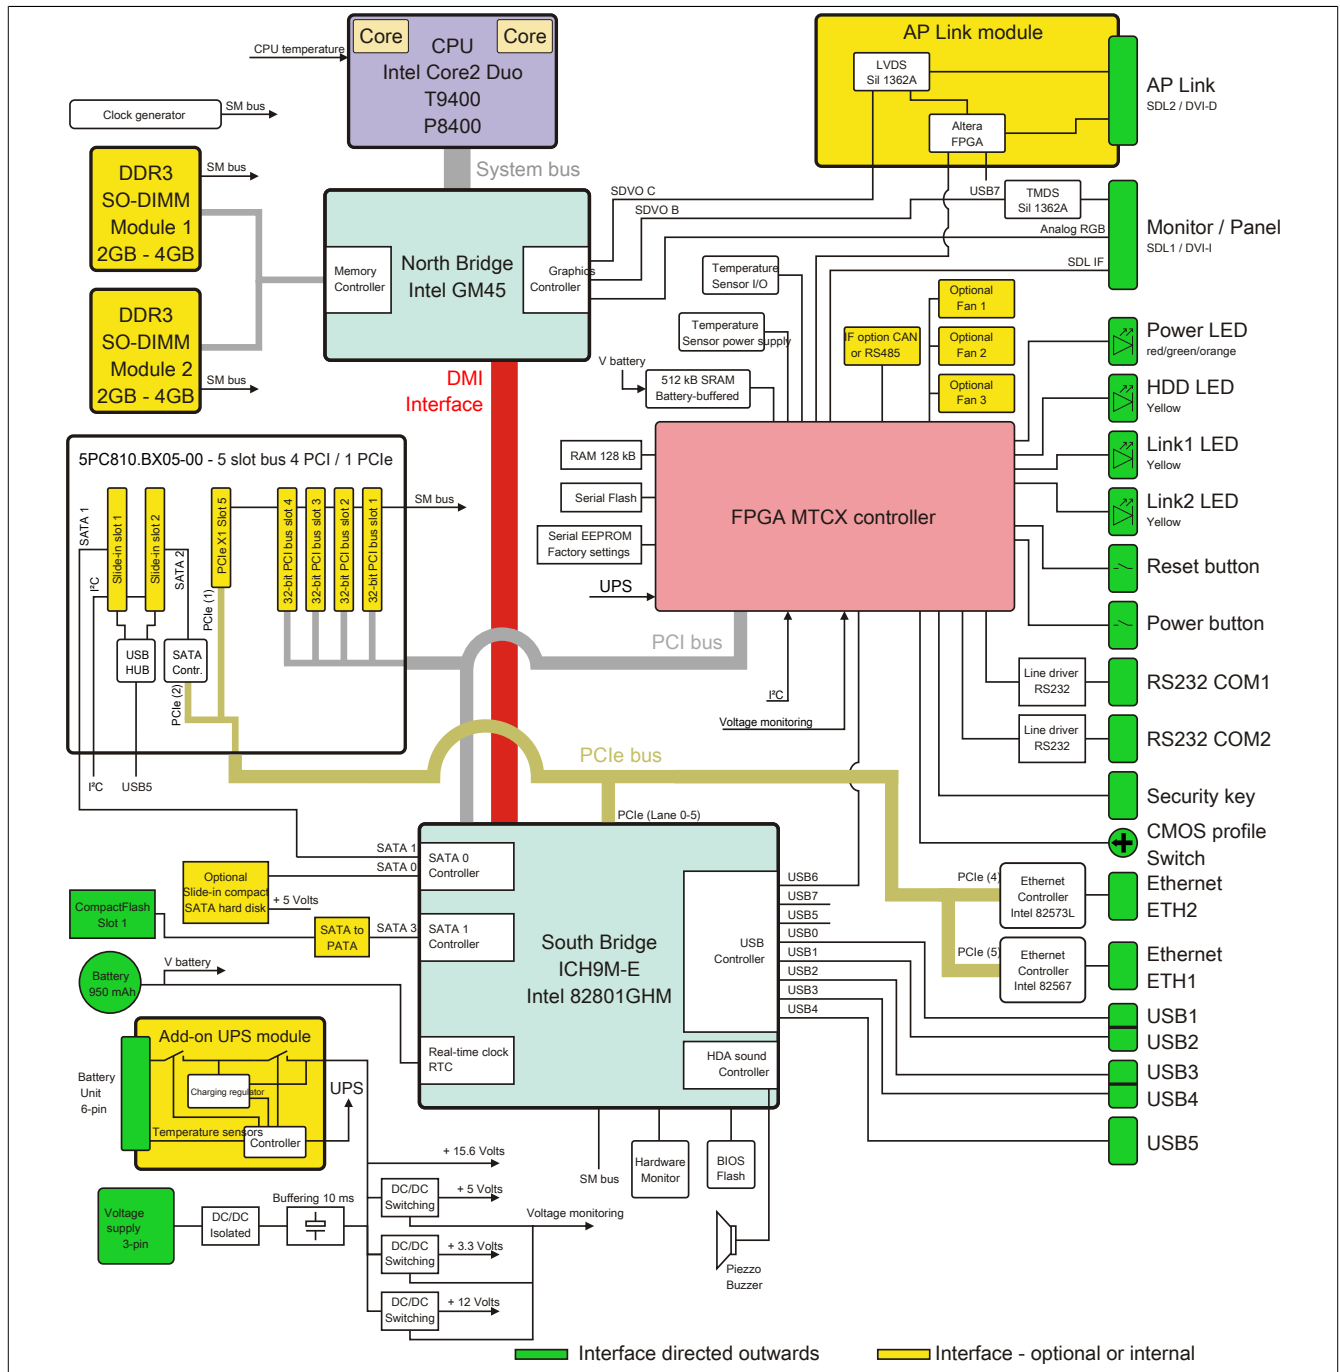 Core
Core
CPU
Intel Core2 Duo
T9400
P8400
CPU temperature
Clock generator
SM bus
DDR3
SO-DIMM
Module 1
2GB - 4GB
SM bus
DDR3
SO-DIMM
Module 2
2GB - 4GB
SM bus
System bus
Memory
Controller
North Bridge
Intel GM45
Graphics
Controller
SDVO C
SDVO B
AP Link module
LVDS
Sil 1362A
Altera
FPGA
AP Link
SDL2 / DVI-D
USB7
TMDS
Sil 1362A
Analog RGB
SDL IF
Monitor / Panel
SDL1 / DVI-I
DMI
Interface
Temperature
Sensor I/O
Temperature
Sensor power supply
V battery
512 kB SRAM
Battery-buffered
IF option CAN
or RS485
Optional
Fan 1
Optional
Fan 2
Optional
Fan 3
Power LED
red/green/orange
HDD LED
Yellow
Link1 LED
Yellow
Link2 LED
Yellow
Reset button
Power button
RAM 128 kB
Serial Flash
Serial EEPROM
Factory settings
UPS
FPGA MTCX controller
5PC810.BX05-00 - 5 slot bus 4 PCI / 1 PCIe
SATA 1
Slide-in slot 1
Slide-in slot 2
SATA 2
PCIe X1 Slot 5
32-bit PCI bus slot 4
32-bit PCI bus slot 3
32-bit PCI bus slot 2
32-bit PCI bus slot 1
SM bus
I²C
PCIe (1)
USB
HUB
SATA
Contr.
PCIe (2)
I²C
USB5
PCI bus
I²C
Voltage monitoring
Line driver
RS232
RS232 COM1
Line driver
RS232
RS232 COM2
Security key
CMOS profile
Switch
PCIe bus
PCIe (Lane 0-5)
PCIe (4)
Ethernet
Controller
Intel 82573L
Ethernet
ETH2
PCIe (5)
Ethernet
Controller
Intel 82567
Ethernet
ETH1
SATA 1
SATA 0
SATA 0
Controller
Optional
Slide-in compact
SATA hard disk
+ 5 Volts
CompactFlash
Slot 1
SATA to
PATA
SATA 3
SATA 1
Controller
South Bridge
ICH9M-E
Intel 82801GHM
USB
Controller
USB6
USB7
USB5
USB0
USB1
USB2
USB3
USB4
USB1
USB2
USB3
USB4
USB5
Battery
950 mAh
V battery
Real-time clock
RTC
HDA sound
Controller
Add-on UPS module
Battery
Unit
6-pin
Charging regulator
Temperature sensors
Controller
UPS
SM bus
Hardware
Monitor
BIOS
Flash
Piezzo
Buzzer
+ 15.6 Volts
DC/DC
Switching
+ 5 Volts
Voltage monitoring
DC/DC
Switching
+ 3.3 Volts
DC/DC
Switching
+ 12 Volts
Voltage
supply
3-pin
DC/DC
Isolated
Buffering 10 ms
Interface directed outwards
Interface - optional or internal